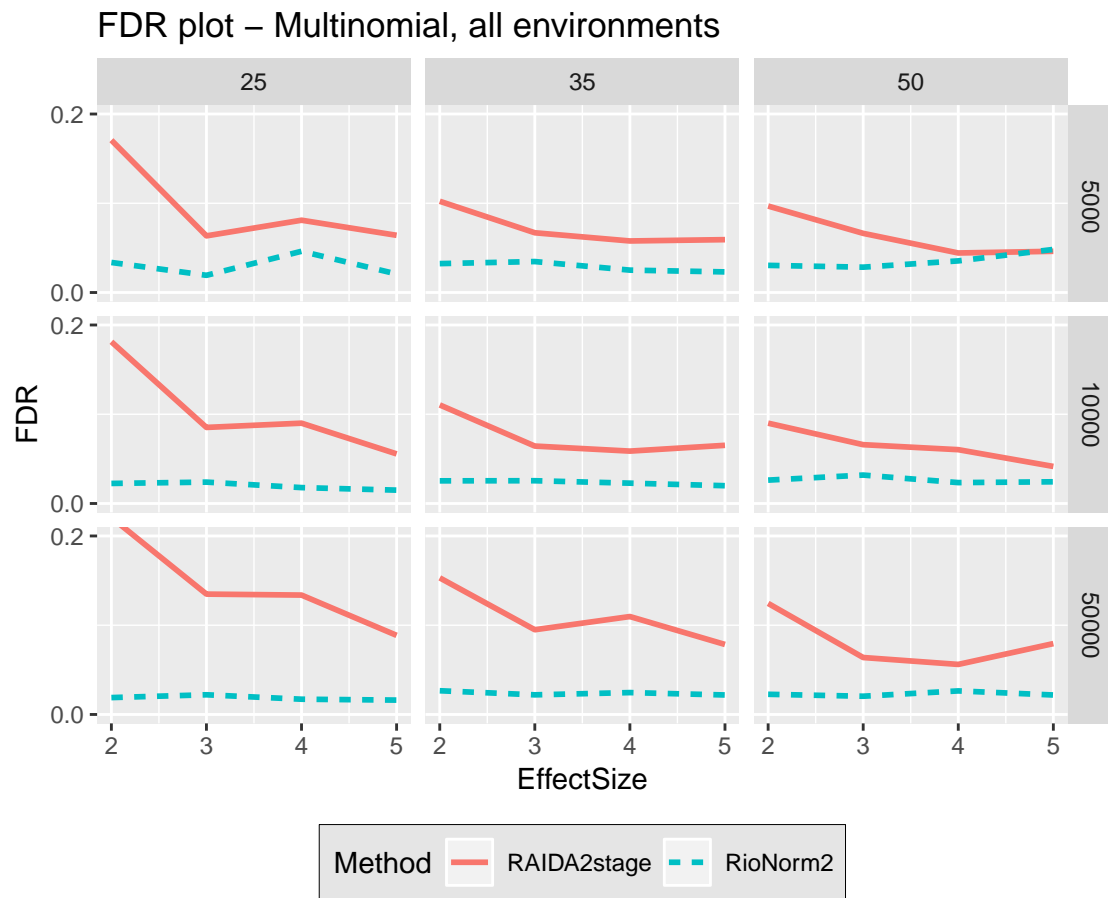 FDR plot – Multinomial, all environments
25 35 50
0.2
0.0
5000
0.2
0.0
10000
0.2
0.0
50000
FDR
2 3 4 5 2 3 4 5 2 3 4 5
EffectSize
Method RAIDA2stage RioNorm2